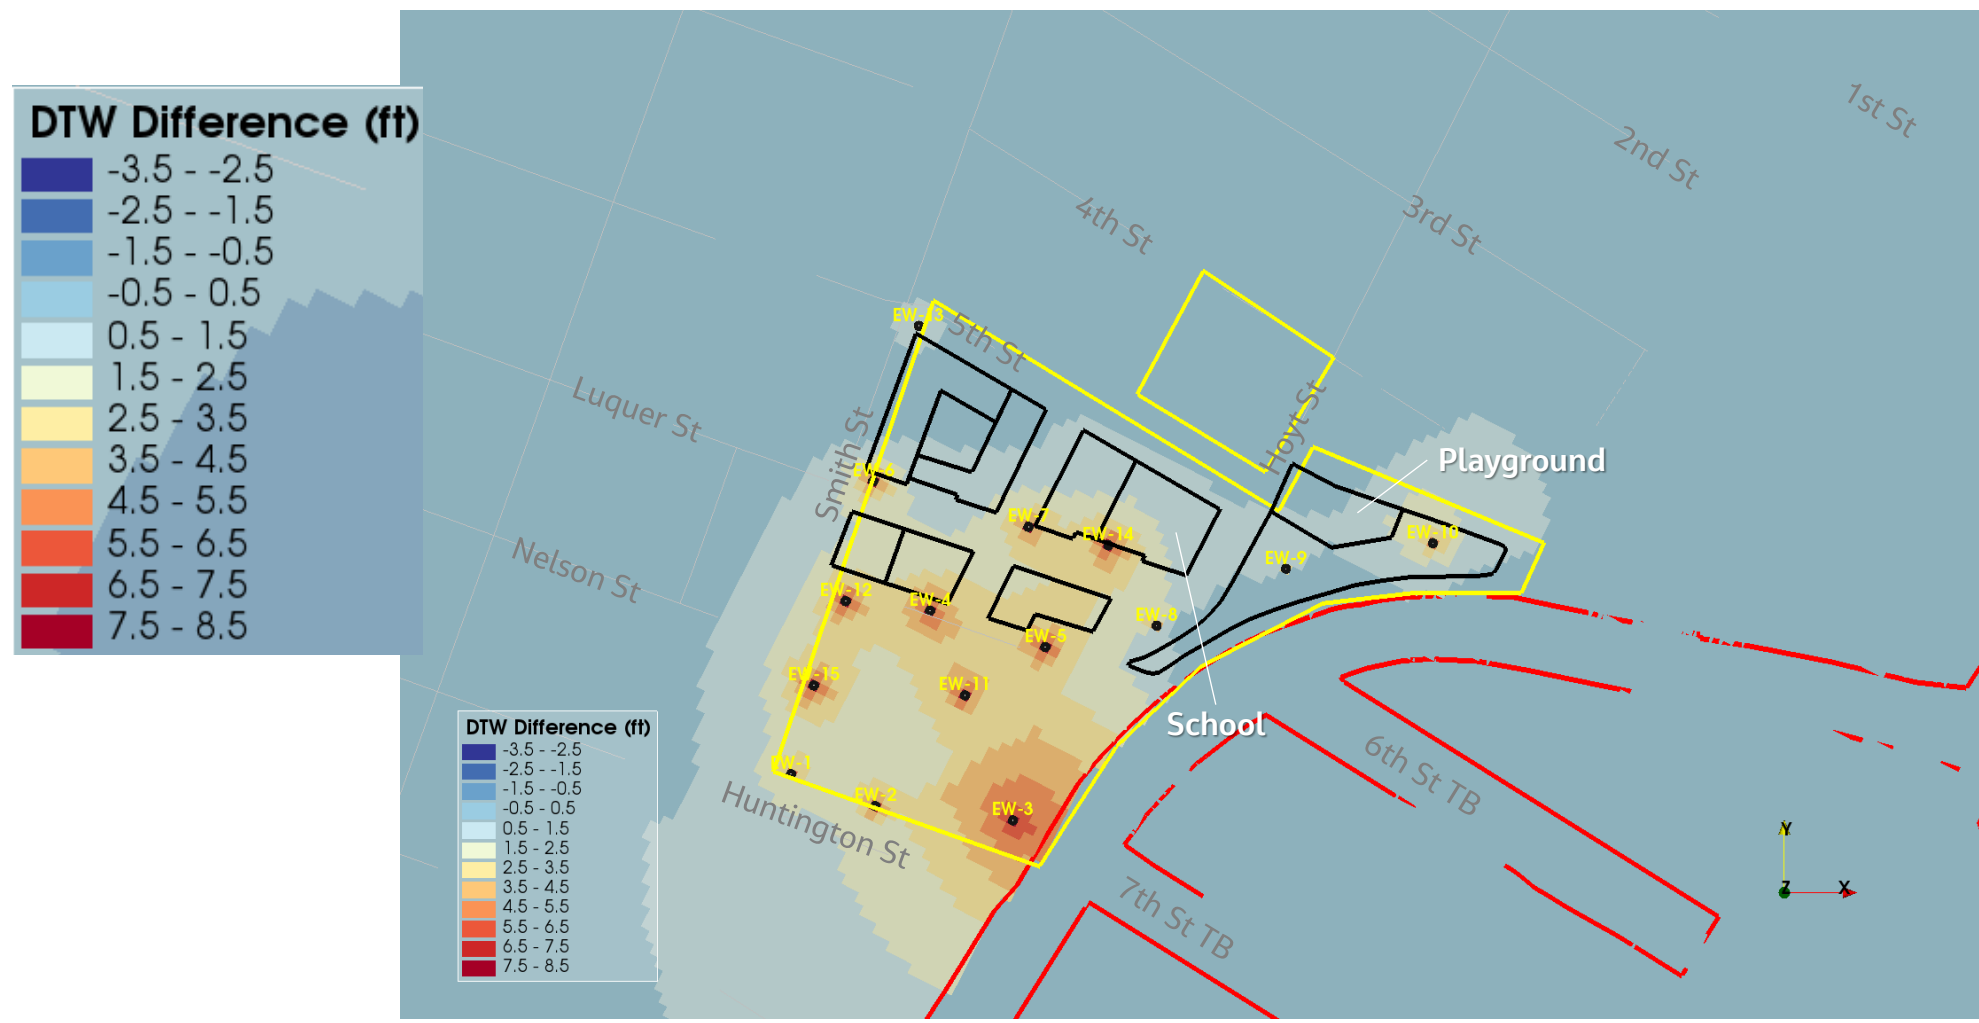 DTW Difference (ft)
-3.5 - -2.5
-2.5 - -1.5
-1.5 - -0.5
-0.5 - 0.5
0.5 - 1.5
1.5 - 2.5
2.5 - 3.5
3.5 - 4.5
4.5 - 5.5
5.5 - 6.5
6.5 - 7.5
7.5 - 8.5
1st St
2nd St
3rd St
4th St
5th St
Hoyt St
Luquer St
Smith St
Nelson St
Huntington St
6th St TB
7th St TB
Playground
School
EW-13
EW-6
EW-7
EW-14
EW-10
EW-9
EW-12
EW-4
EW-8
EW-5
EW-15
EW-11
EW-1
EW-2
EW-3
DTW Difference (ft)
-3.5 - -2.5
-2.5 - -1.5
-1.5 - -0.5
-0.5 - 0.5
0.5 - 1.5
1.5 - 2.5
2.5 - 3.5
3.5 - 4.5
4.5 - 5.5
5.5 - 6.5
6.5 - 7.5
7.5 - 8.5
Y
Z
X